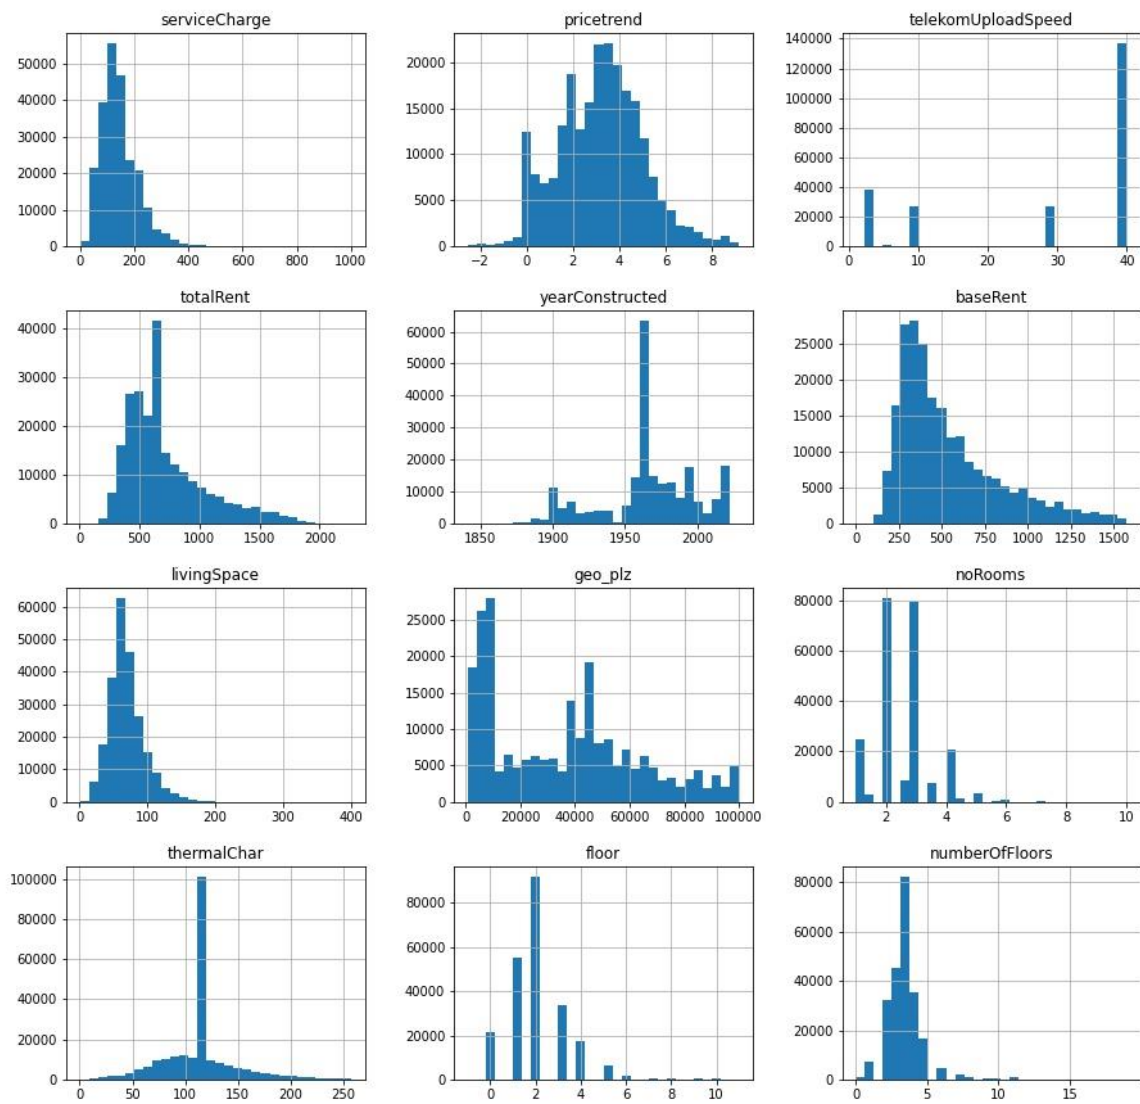 serviceCharge
50000
40000
30000
20000
10000
0
0 200 400 600 800 1000
pricetrend
20000
15000
10000
5000
0
−2 0 2 4 6 8
telekomUploadSpeed
140000
120000
100000
80000
60000
40000
20000
0
0 10 20 30 40
totalRent
40000
30000
20000
10000
0
0 500 1000 1500 2000
yearConstructed
60000
50000
40000
30000
20000
10000
0
1850 1900 1950 2000
baseRent
25000
20000
15000
10000
5000
0
250 500 750 1000 1250 1500
livingSpace
60000
50000
40000
30000
20000
10000
0
0 100 200 300 400
geo_plz
25000
20000
15000
10000
5000
0
0 20000 40000 60000 80000 100000
noRooms
80000
60000
40000
20000
0
2 4 6 8 10
thermalChar
100000
80000
60000
40000
20000
0
0 50 100 150 200 250
floor
80000
60000
40000
20000
0
0 2 4 6 8 10
numberOfFloors
80000
60000
40000
20000
0
0 5 10 15